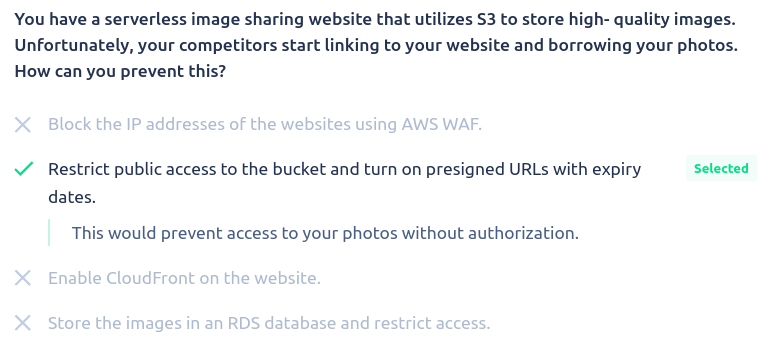 You have a serverless image sharing website that utilizes S3 to store high- quality images.
Unfortunately, your competitors start linking to your website and borrowing your photos.
How can you prevent this?
Block the IP addresses of the websites using AWS WAF.
Restrict public access to the bucket and turn on presigned URLs with expiry
dates.
Selected
This would prevent access to your photos without authorization.
Enable CloudFront on the website.
Store the images in an RDS database and restrict access.